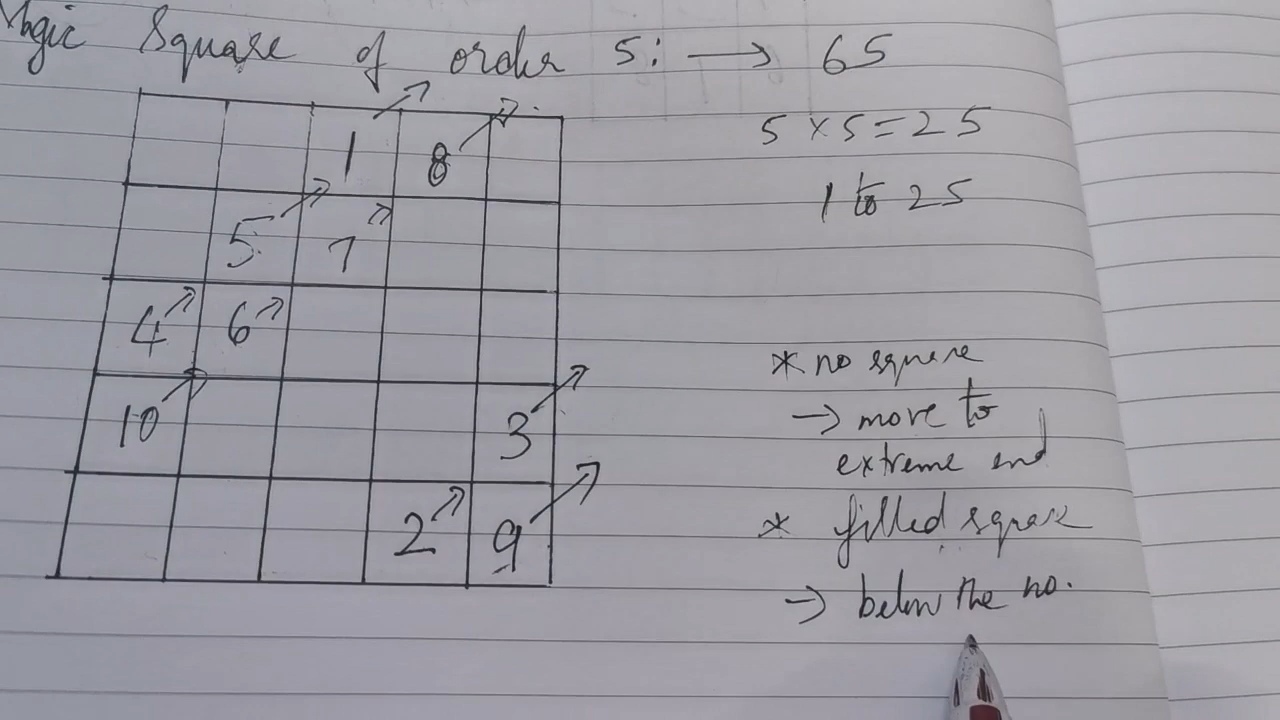 Magic Square of order 5: → 65
5 × 5 = 25
1 to 25
1 8
5 7
4 6
10 3
2 9
* no square
→ move to
extreme end
* filled square
→ below the no.